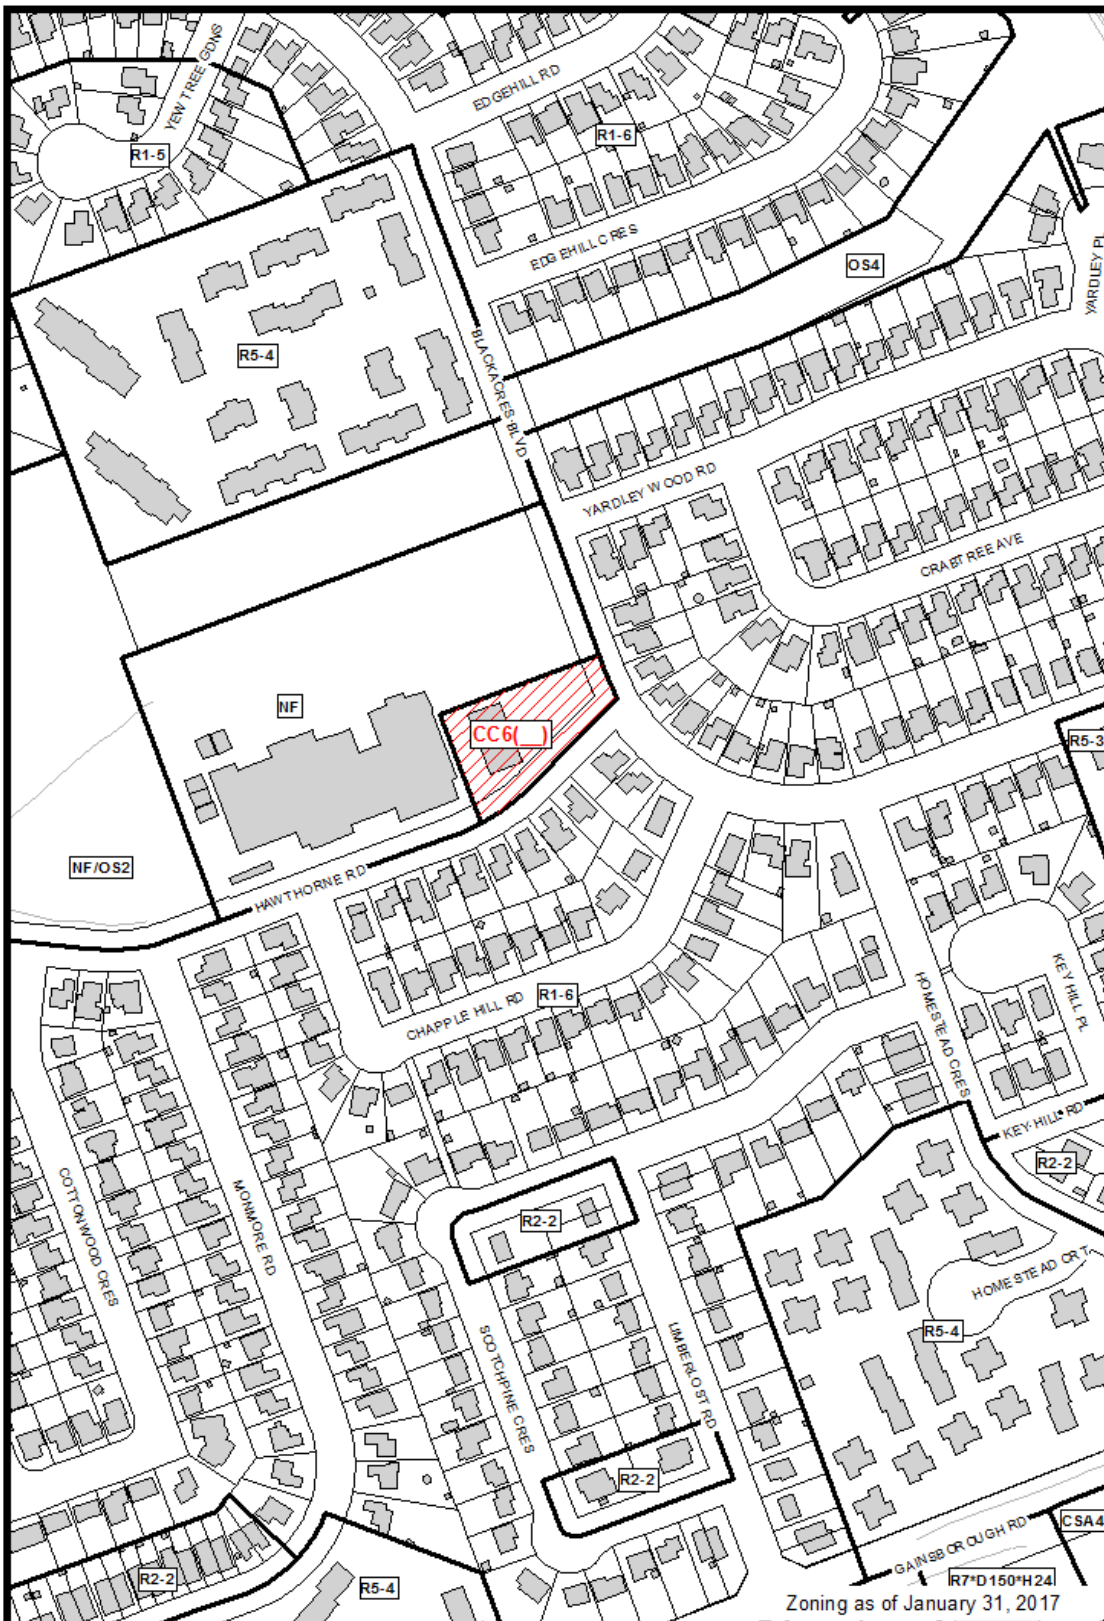 YEW TREE GDNS
EDGEHILL RD
R1-6
R1-5
EDGEHILL CRES
OS4
YARDLEY PL
BLACKACRES BLVD
R5-4
YARDLEY WOOD RD
CRABTREE AVE
NF
CC6(__)
R5-3
NF/OS2
HAWTHORNE RD
R1-6
CHAPPLE HILL RD
HOMESTEAD CRES
KEY HILL PL
KEY HILL RD
R2-2
COTTONWOOD CRES
MONMORE RD
R2-2
HOMESTEAD CRT
R5-4
SCOTCHPINE CRES
LIMBERLOST RD
R2-2
GAINSBOROUGH RD
CSA4
R2-2
R5-4
R7*D150*H24
Zoning as of January 31, 2017